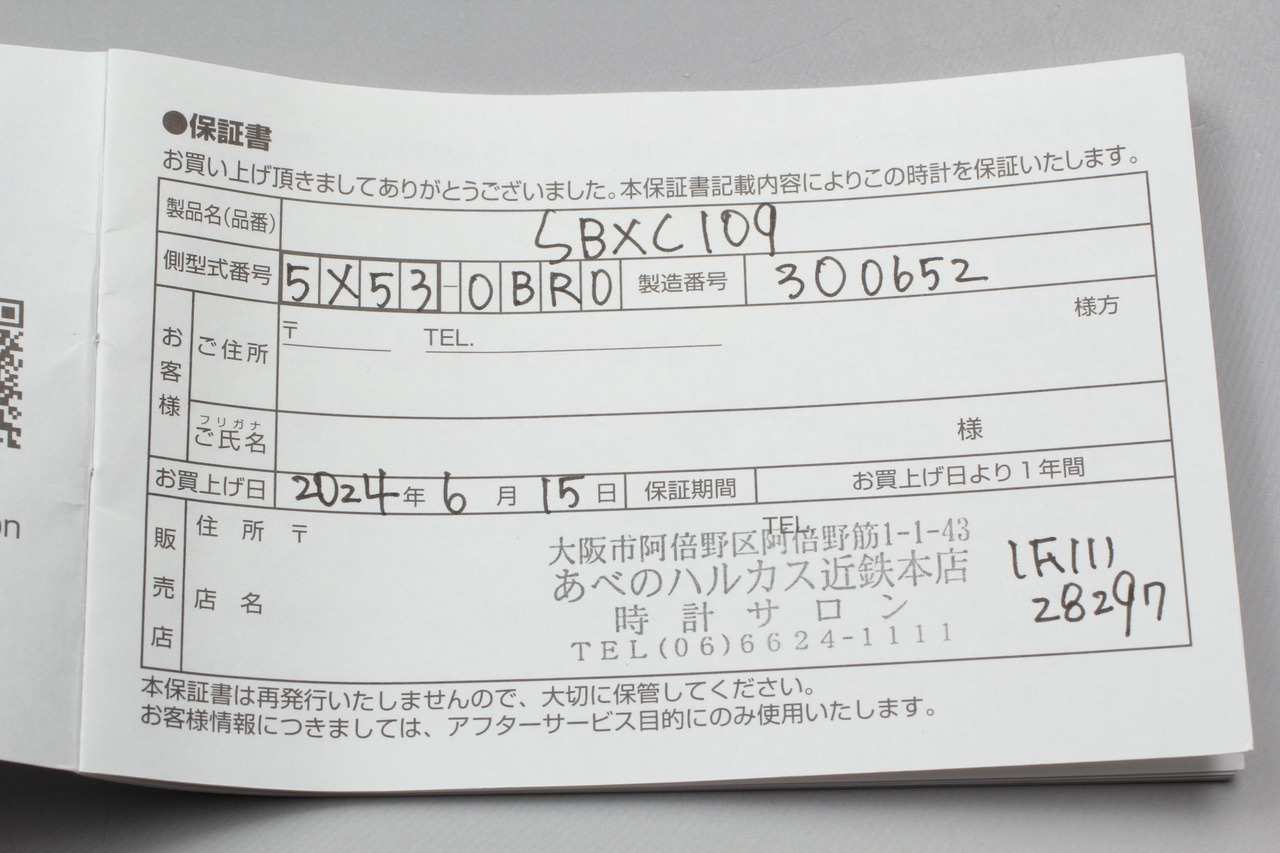 ●保証書
お買い上げ頂きましてありがとうございました。本保証書記載内容によりこの時計を保証いたします。
製品名(品番) SBXC109
側型式番号 5X53-0BR0 製造番号 300652
お客様 ご住所 〒 TEL. 様方
フリガナ
ご氏名 様
お買上げ日 2024年6月15日 保証期間 お買上げ日より1年間
販売店 住所 〒 TEL.
大阪市阿倍野区阿倍野筋1-1-43
あべのハルカス近鉄本店
店名 時計サロン
TEL(06)6624-1111
28297
on
本保証書は再発行いたしませんので、大切に保管してください。
お客様情報につきましては、アフターサービス目的にのみ使用いたします。